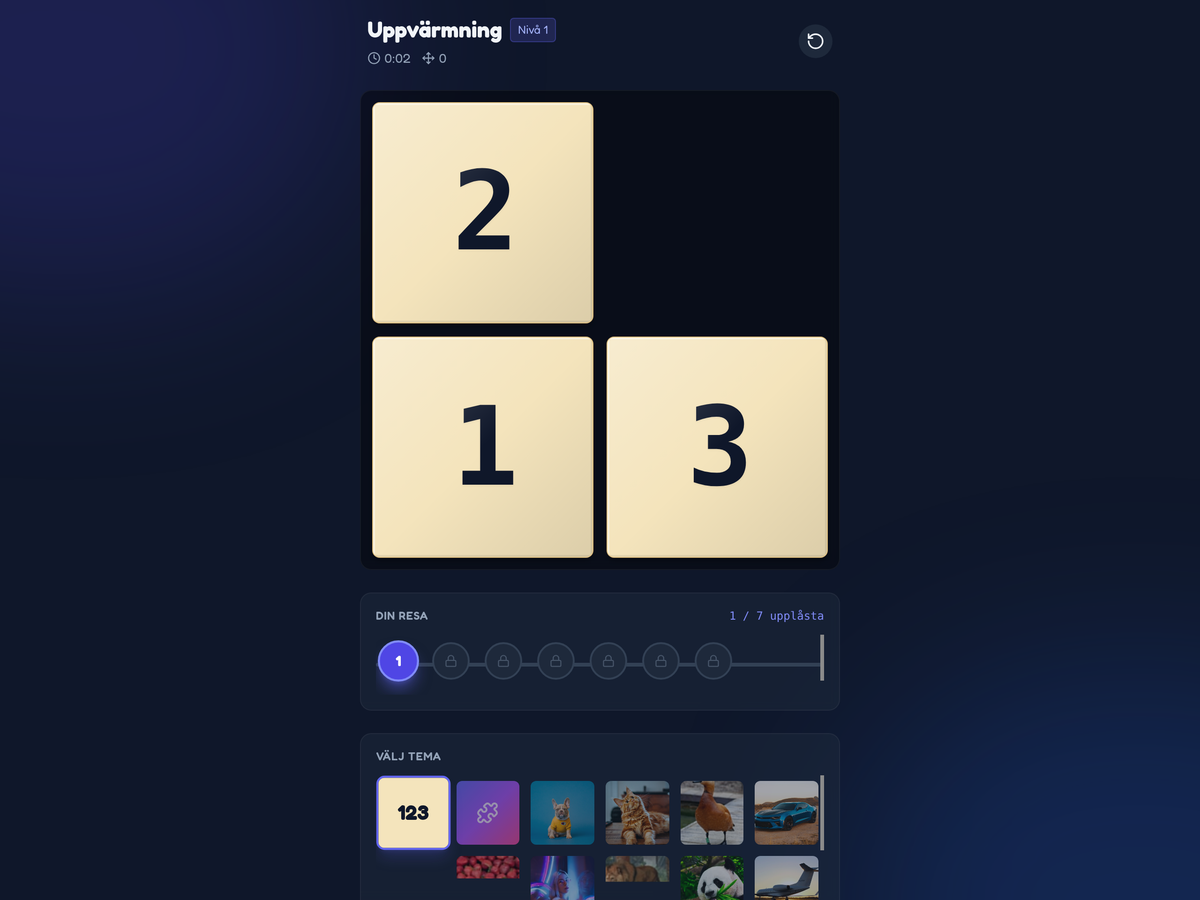 Uppvärmning Nivå 1
0:02 0
2
1 3
DIN RESA 1 / 7 upplåsta
1
VÄLJ TEMA
123